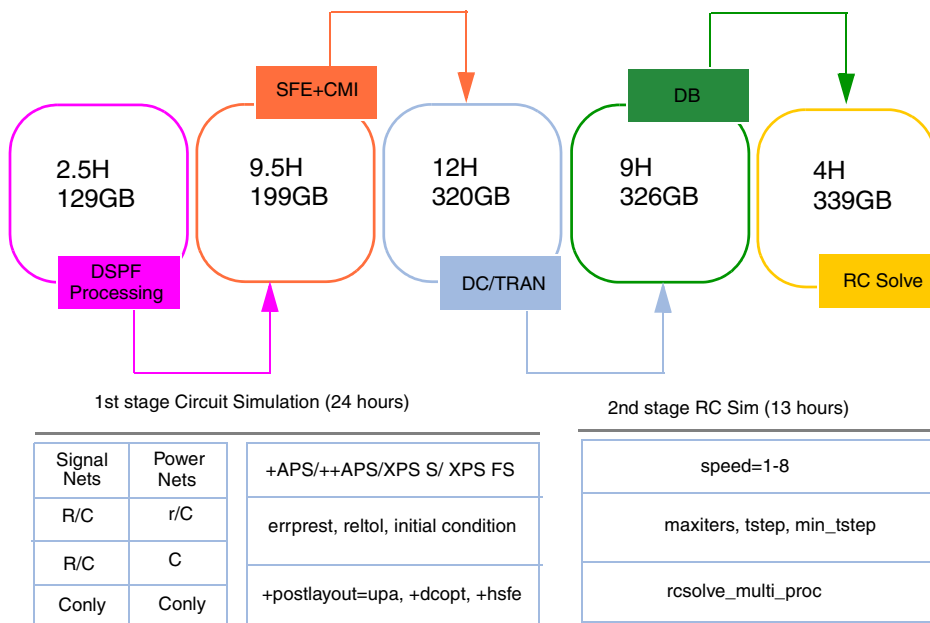 SFE+CMI
DB
2.5H
129GB
9.5H
199GB
12H
320GB
9H
326GB
4H
339GB
DSPF
Processing
DC/TRAN
RC Solve
1st stage Circuit Simulation (24 hours)
2nd stage RC Sim (13 hours)
Signal
Nets
Power
Nets
R/C
r/C
R/C
C
Conly
Conly
+APS/++APS/XPS S/ XPS FS
errprest, reltol, initial condition
+postlayout=upa, +dcopt, +hsfe
speed=1-8
maxiters, tstep, min_tstep
rcsolve_multi_proc